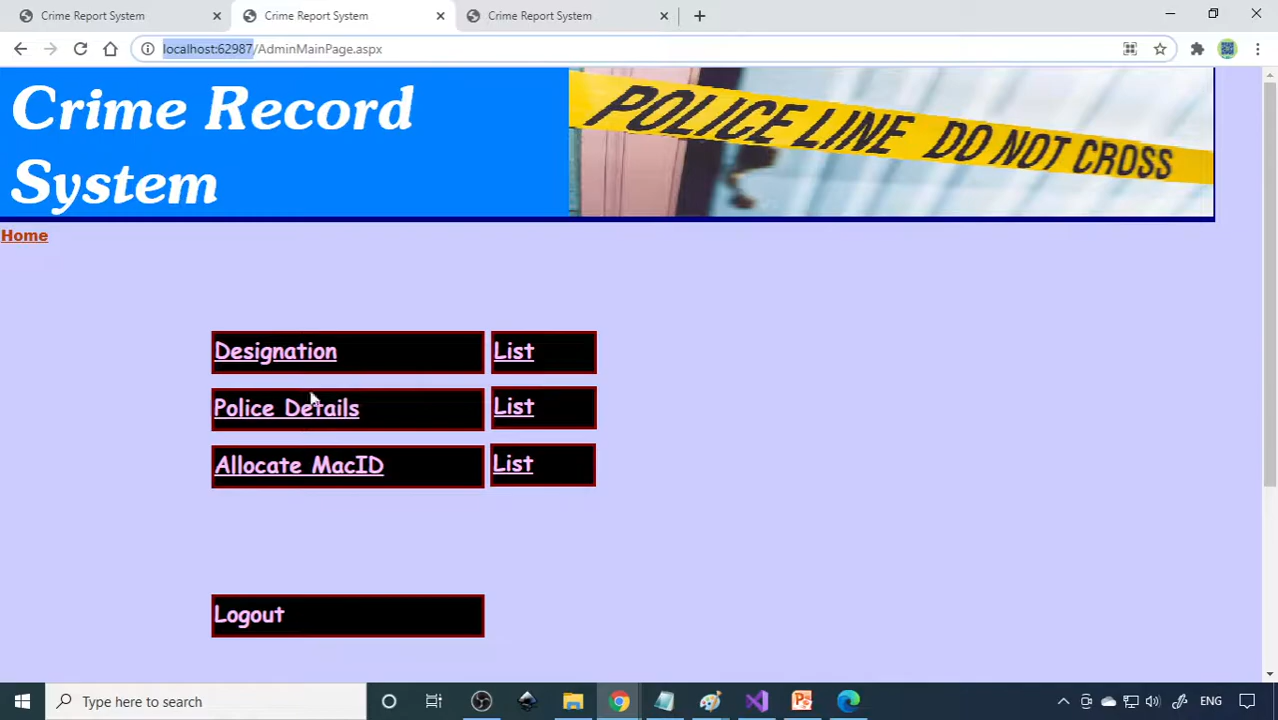 Crime Report System
Crime Report System
Crime Report System
localhost:62987/AdminMainPage.aspx
Crime Record
System
POLICE LINE DO NOT CROSS
Home
Designation
List
Police Details
List
Allocate MacID
List
Logout
Type here to search
ENG